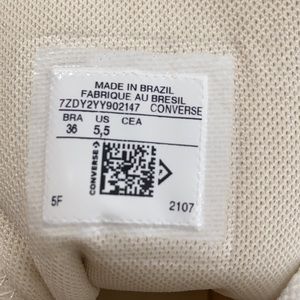 MADE IN BRAZIL
FABRIQUE AU BRESIL
7ZDY2YY902147 CONVERSE
BRA US CEA
36 5,5
CONVERSE
5F 2107